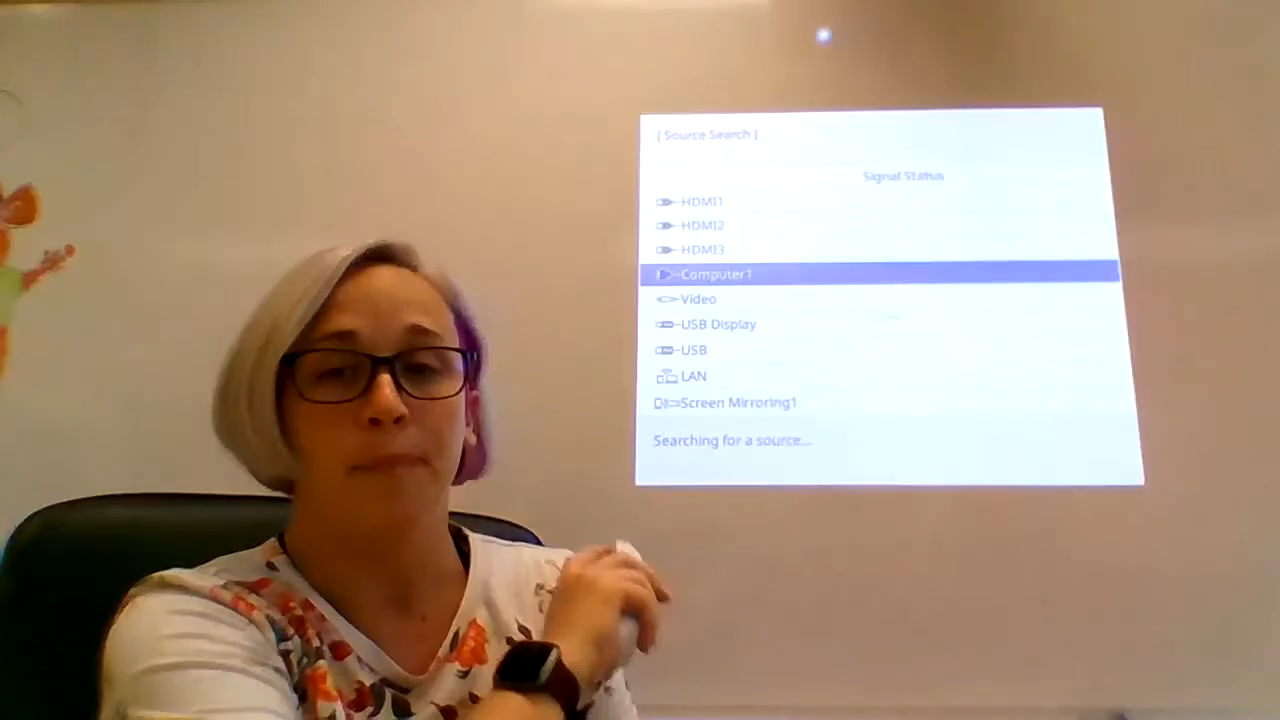 [ Source Search ]
Signal Status
HDMI1
HDMI2
HDMI3
Computer1
Video
USB Display
USB
LAN
Screen Mirroring1
Searching for a source...